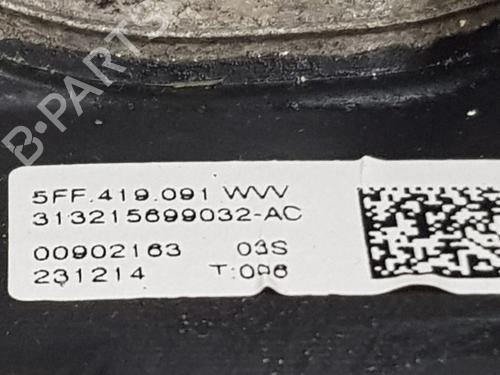 B-PARTS
5FF.419.091 WVV
313215699032-AC
00902163 03S
231214 T:006